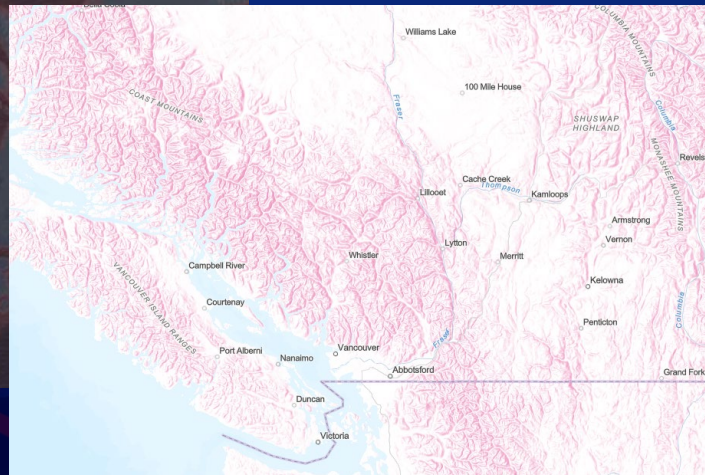 Bella Coola
Williams Lake
COLUMBIA MOUNTAINS
100 Mile House
COAST MOUNTAINS
Fraser
Columbia
SHUSWAP
HIGHLAND
MONASHEE MOUNTAINS
Revels
Cache Creek
Thompson
Lillooet
Kamloops
Armstrong
Lytton
Vernon
Whistler
Merritt
Campbell River
VANCOUVER ISLAND RANGES
Kelowna
Courtenay
Columbia
Penticton
Fraser
Port Alberni
Vancouver
Nanaimo
Abbotsford
Grand Fork
Duncan
Victoria